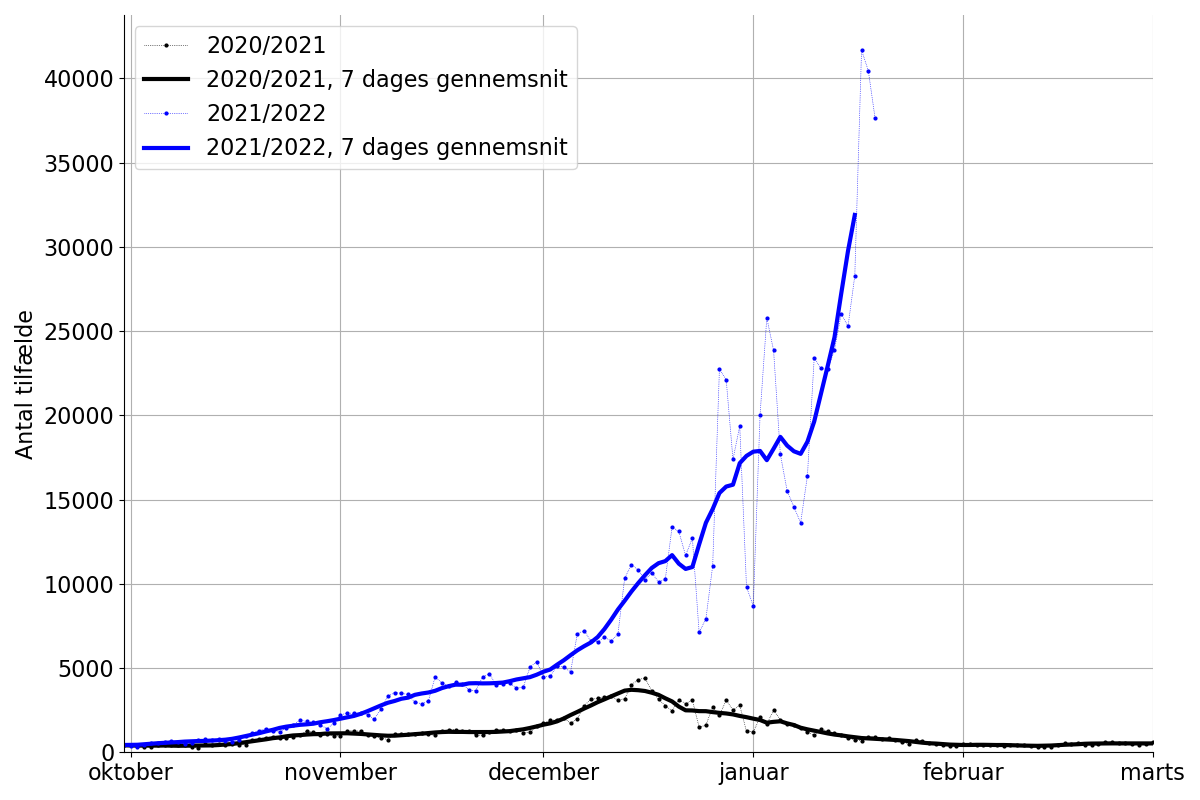 2020/2021
2020/2021, 7 dages gennemsnit
2021/2022
2021/2022, 7 dages gennemsnit
Antal tilfælde
40000
35000
30000
25000
20000
15000
10000
5000
0
oktober november december januar februar marts